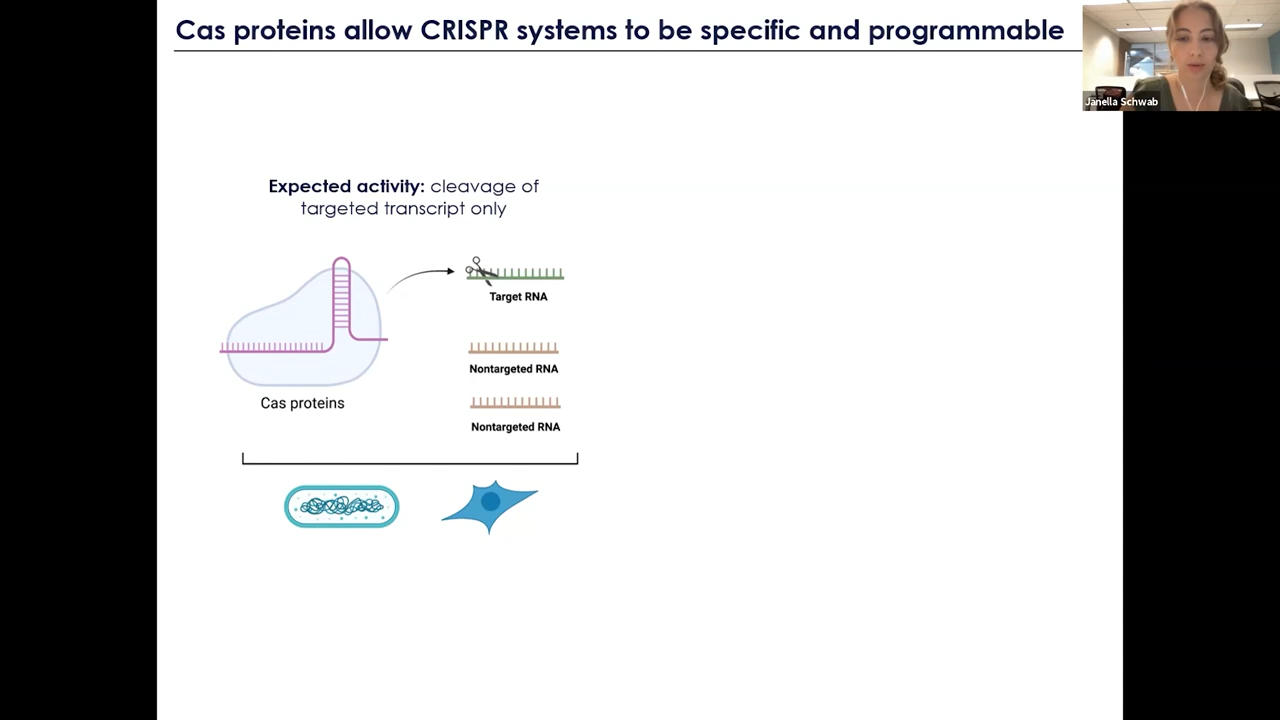 Cas proteins allow CRISPR systems to be specific and programmable
Janella Schwab
Expected activity: cleavage of
targeted transcript only
Target RNA
Nontargeted RNA
Cas proteins
Nontargeted RNA